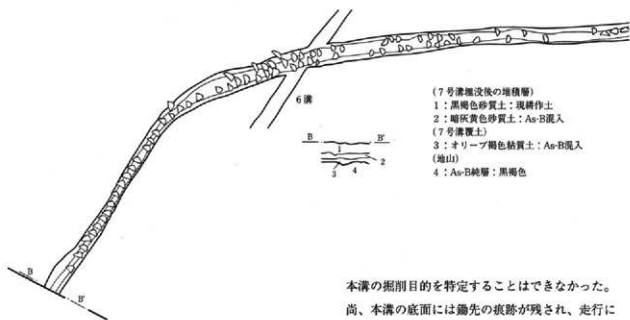 6溝
B
B'
1
2
3
4
B
B'
(7号溝埋没後の堆積層)
1：黒褐色砂質土：現耕作土
2：暗灰黄色砂質土：As-B混入
(7号溝覆土)
3：オリーブ褐色粘質土：As-B混入
(地山)
4：As-B純層：黒褐色
本溝の掘削目的を特定することはできなかった。
尚、本溝の底面には鋤先の痕跡が残され、走行に